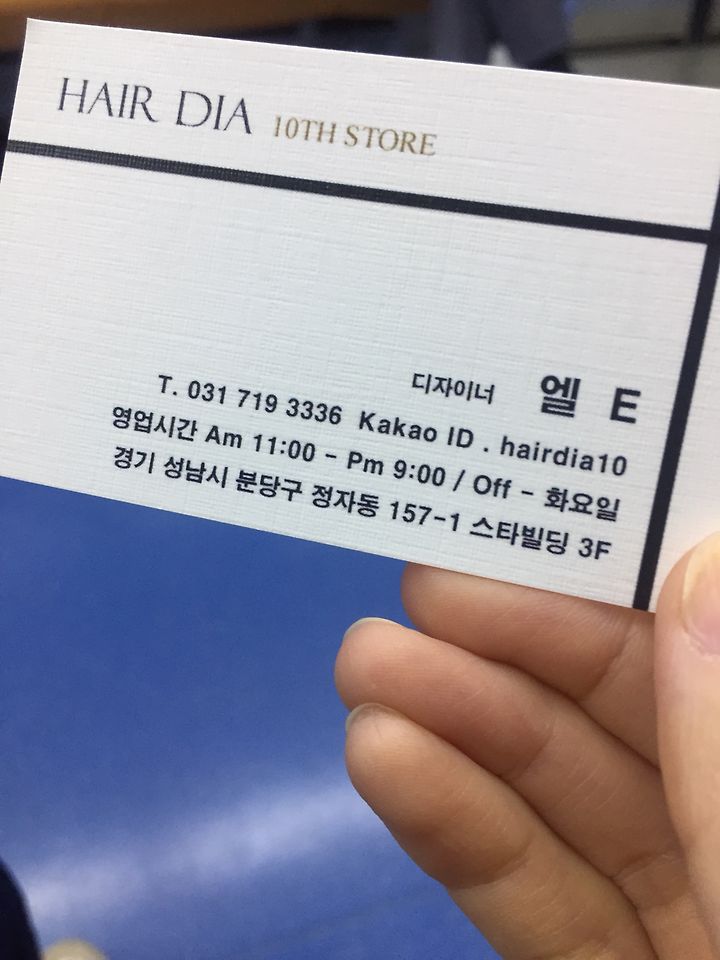 HAIR DIA 10TH STORE
디자이너 엘 E
T. 031 719 3336 Kakao ID . hairdia10
영업시간 Am 11:00 - Pm 9:00 / Off - 화요일
경기 성남시 분당구 정자동 157-1 스타빌딩 3F